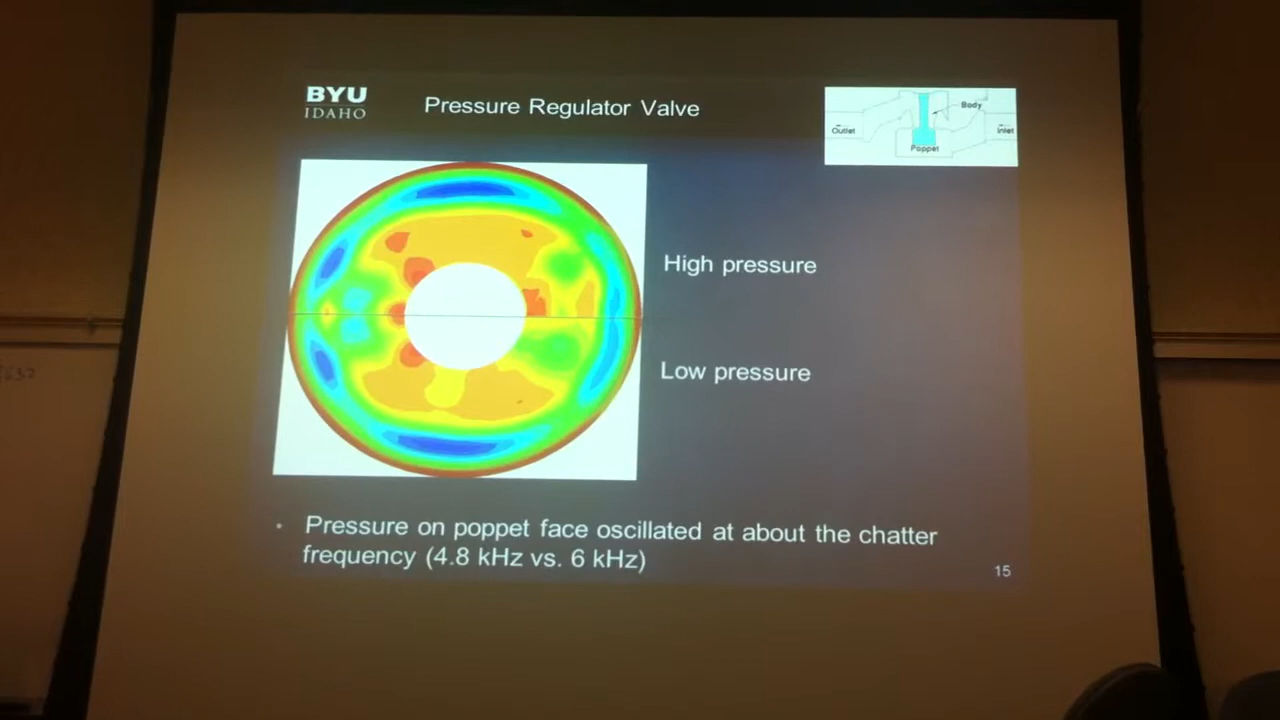 BYU
IDAHO
Pressure Regulator Valve
Body
Outlet
Inlet
Poppet
High pressure
Low pressure
• Pressure on poppet face oscillated at about the chatter
frequency (4.8 kHz vs. 6 kHz)
15